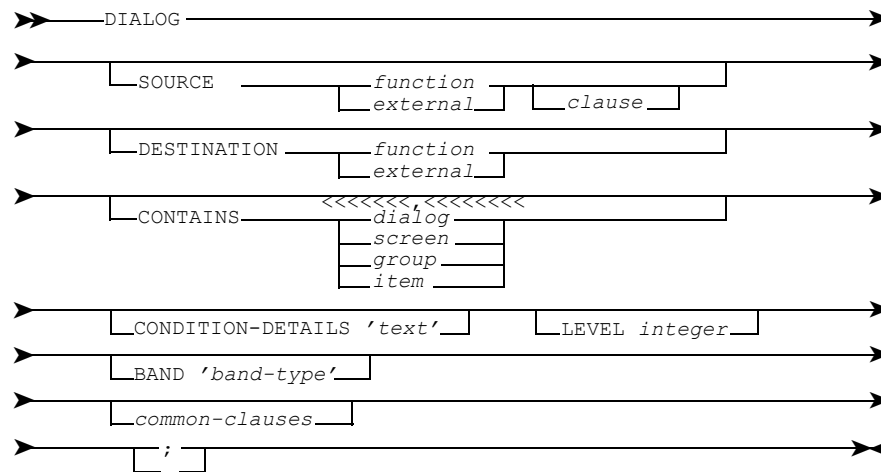 DIALOG
SOURCE function clause
external
DESTINATION function
external
<<<<<<<,<<<<<<<<
CONTAINS dialog
screen
group
item
CONDITION-DETAILS 'text' LEVEL integer
BAND 'band-type'
common-clauses
;